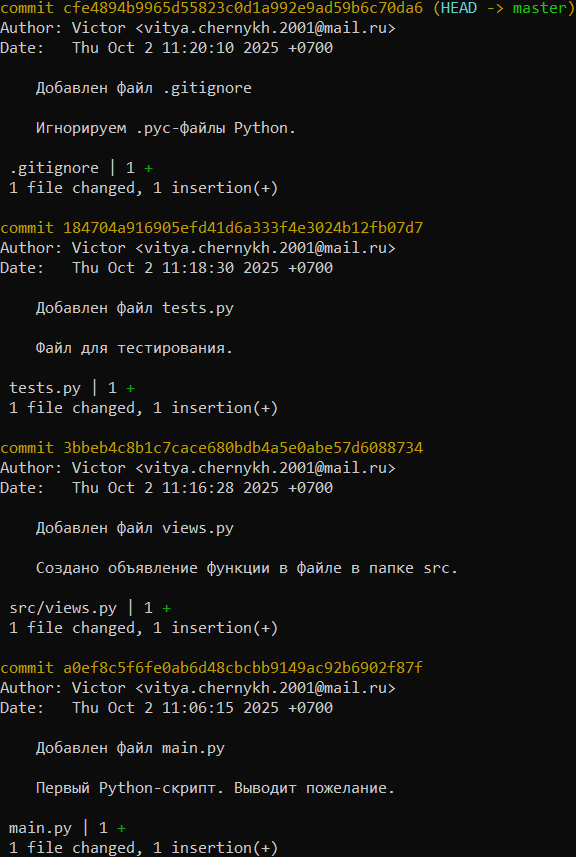 commit cfe4894b9965d55823c0d1a992e9ad59b6c70da6 (HEAD -> master)
Author: Victor <vitya.chernykh.2001@mail.ru>
Date:   Thu Oct 2 11:20:10 2025 +0700
Добавлен файл .gitignore
Игнорируем .pyc-файлы Python.
.gitignore | 1 +
1 file changed, 1 insertion(+)
commit 184704a916905efd41d6a333f4e3024b12fb07d7
Author: Victor <vitya.chernykh.2001@mail.ru>
Date:   Thu Oct 2 11:18:30 2025 +0700
Добавлен файл tests.py
Файл для тестирования.
tests.py | 1 +
1 file changed, 1 insertion(+)
commit 3bbeb4c8b1c7cace680bdb4a5e0abe57d6088734
Author: Victor <vitya.chernykh.2001@mail.ru>
Date:   Thu Oct 2 11:16:28 2025 +0700
Добавлен файл views.py
Создано объявление функции в файле в папке src.
src/views.py | 1 +
1 file changed, 1 insertion(+)
commit a0ef8c5f6fe0ab6d48cbcbb9149ac92b6902f87f
Author: Victor <vitya.chernykh.2001@mail.ru>
Date:   Thu Oct 2 11:06:15 2025 +0700
Добавлен файл main.py
Первый Python-скрипт. Выводит пожелание.
main.py | 1 +
1 file changed, 1 insertion(+)